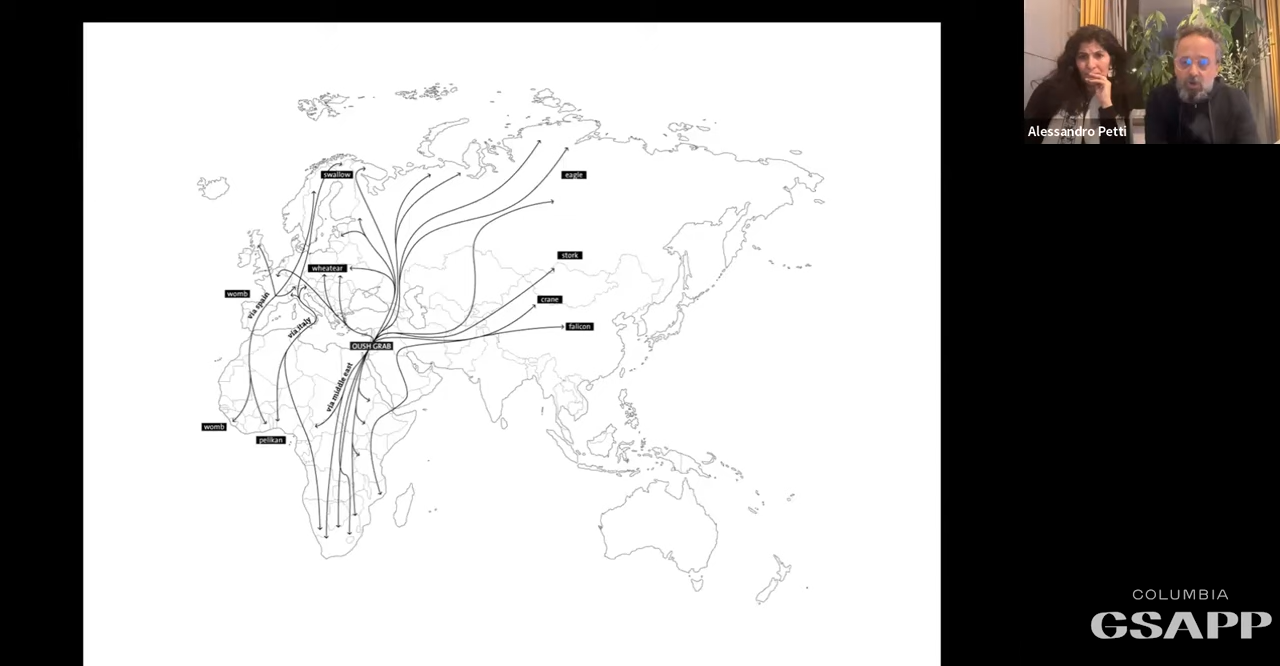 Alessandro Petti
swallow
eagle
stork
wheatear
womb
crane
via spain
via italy
falicon
OUSH GRAB
via middle east
womb
pelikan
COLUMBIA
GSAPP